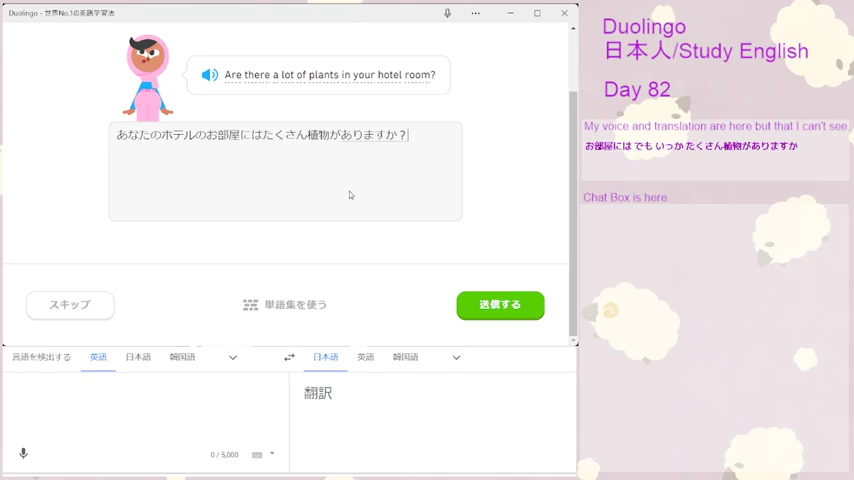 Duolingo - 世界No.1の英語学習法
Are there a lot of plants in your hotel room?
あなたのホテルのお部屋にはたくさん植物がありますか？
スキップ
単語集を使う
送信する
言語を検出する 英語 日本語 韓国語
日本語 英語 韓国語
翻訳
0 / 5,000
Duolingo
日本人/Study English
Day 82
My voice and translation are here but that I can't see
お部屋には でも いっか たくさん植物がありますか
Chat Box is here.